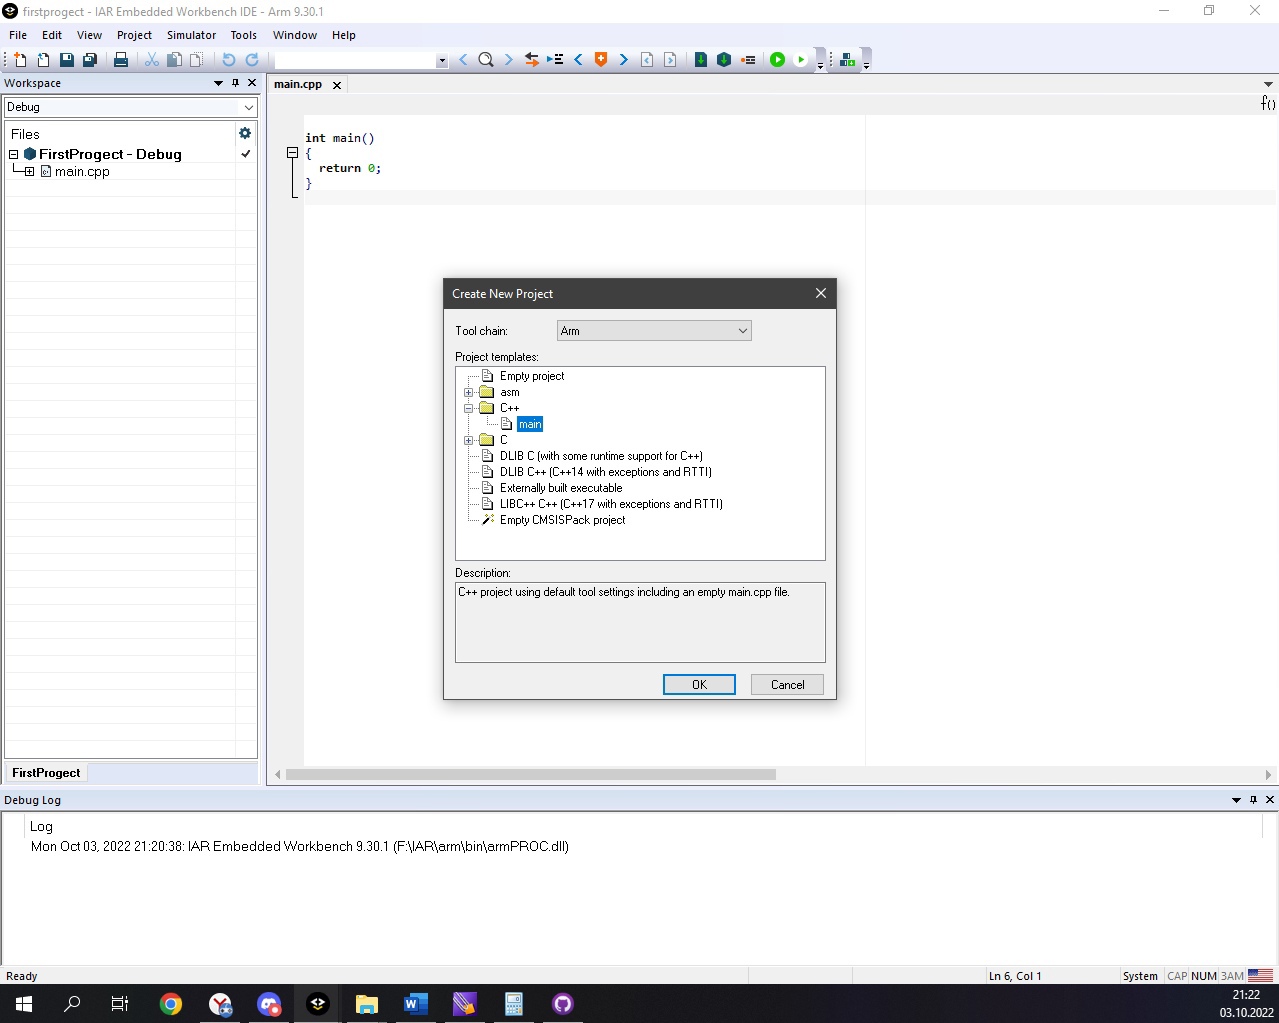 firstprogect - IAR Embedded Workbench IDE - Arm 9.30.1
File Edit View Project Simulator Tools Window Help
Workspace
main.cpp
Debug
f()
Files
FirstProgect - Debug
main.cpp
int main()
{
return 0;
}
Create New Project
Tool chain: Arm
Project templates:
Empty project
asm
C++
main
C
DLIB C (with some runtime support for C++)
DLIB C++ (C++14 with exceptions and RTTI)
Externally built executable
LIBC++ C++ (C++17 with exceptions and RTTI)
Empty CMSISPack project
Description:
C++ project using default tool settings including an empty main.cpp file.
OK Cancel
FirstProgect
Debug Log
Log
Mon Oct 03, 2022 21:20:38: IAR Embedded Workbench 9.30.1 (F:\IAR\arm\bin\armPROC.dll)
Ready Ln 6, Col 1 System CAP NUM ЗАМ
21:22
03.10.2022